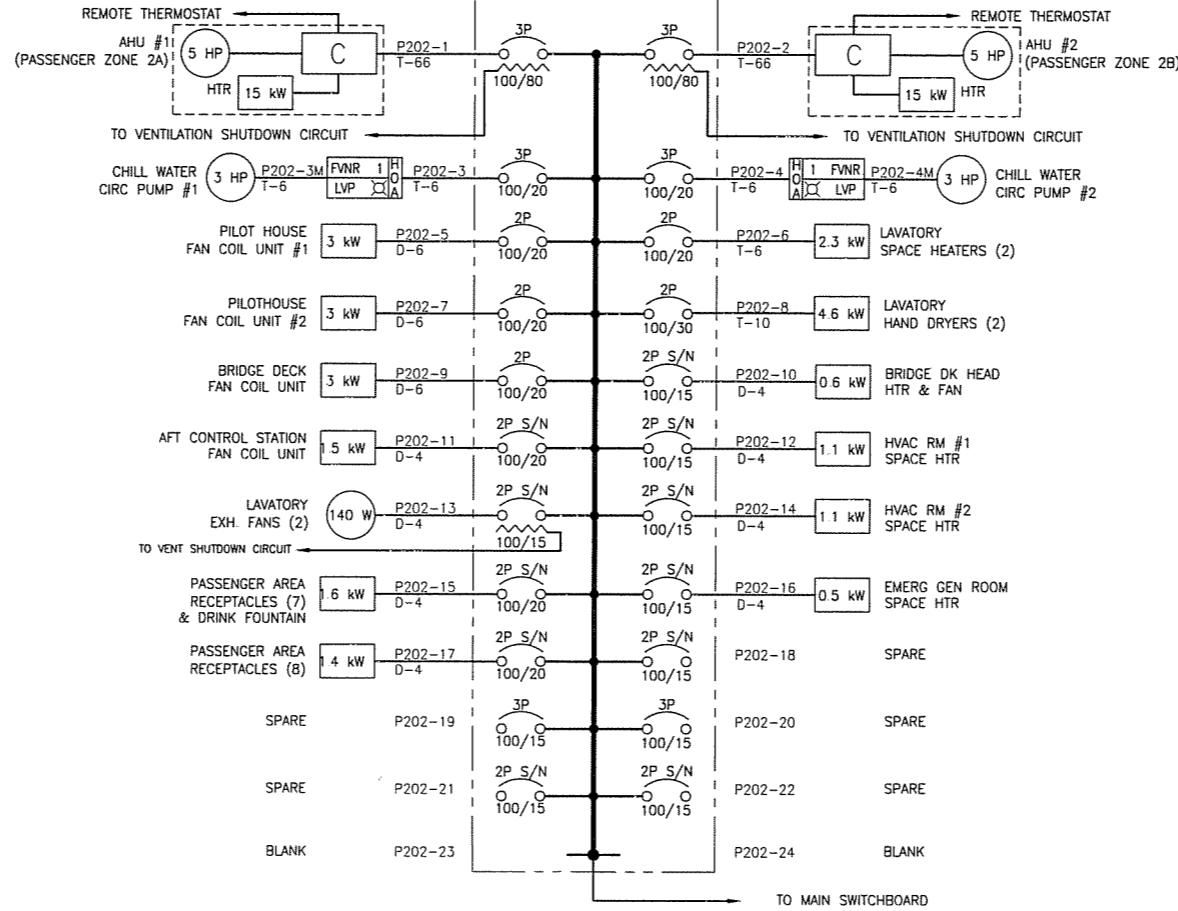 REMOTE THERMOSTAT
AHU #1
(PASSENGER ZONE 2A)
5 HP
C
HTR
15 kW
P202-1
T-66
3P
100/80
3P
100/80
P202-2
T-66
REMOTE THERMOSTAT
C
5 HP
AHU #2
(PASSENGER ZONE 2B)
15 kW
HTR
TO VENTILATION SHUTDOWN CIRCUIT
TO VENTILATION SHUTDOWN CIRCUIT
CHILL WATER
CIRC PUMP #1
3 HP
P202-3M
T-6
FVNR 1
LVP
H
O
A
P202-3
T-6
3P
100/20
3P
100/20
P202-4
T-6
H
O
A
1 FVNR
LVP
P202-4M
T-6
3 HP
CHILL WATER
CIRC PUMP #2
PILOT HOUSE
FAN COIL UNIT #1
3 kW
P202-5
D-6
2P
100/20
2P
100/20
P202-6
T-6
2.3 kW
LAVATORY
SPACE HEATERS (2)
PILOTHOUSE
FAN COIL UNIT #2
3 kW
P202-7
D-6
2P
100/20
2P
100/30
P202-8
T-10
4.6 kW
LAVATORY
HAND DRYERS (2)
BRIDGE DECK
FAN COIL UNIT
3 kW
P202-9
D-6
2P
100/20
2P S/N
100/15
P202-10
D-4
0.6 kW
BRIDGE DK HEAD
HTR & FAN
AFT CONTROL STATION
FAN COIL UNIT
1.5 kW
P202-11
D-4
2P S/N
100/20
2P S/N
100/15
P202-12
D-4
1.1 kW
HVAC RM #1
SPACE HTR
LAVATORY
EXH. FANS (2)
140 W
P202-13
D-4
2P S/N
100/15
2P S/N
100/15
P202-14
D-4
1.1 kW
HVAC RM #2
SPACE HTR
TO VENT SHUTDOWN CIRCUIT
PASSENGER AREA
RECEPTACLES (7)
& DRINK FOUNTAIN
1.6 kW
P202-15
D-4
2P S/N
100/20
2P S/N
100/15
P202-16
D-4
0.5 kW
EMERG GEN ROOM
SPACE HTR
PASSENGER AREA
RECEPTACLES (8)
1.4 kW
P202-17
D-4
2P S/N
100/20
2P S/N
100/15
P202-18
SPARE
SPARE
P202-19
3P
100/15
3P
100/15
P202-20
SPARE
SPARE
P202-21
2P S/N
100/15
2P S/N
100/15
P202-22
SPARE
BLANK
P202-23
P202-24
BLANK
TO MAIN SWITCHBOARD